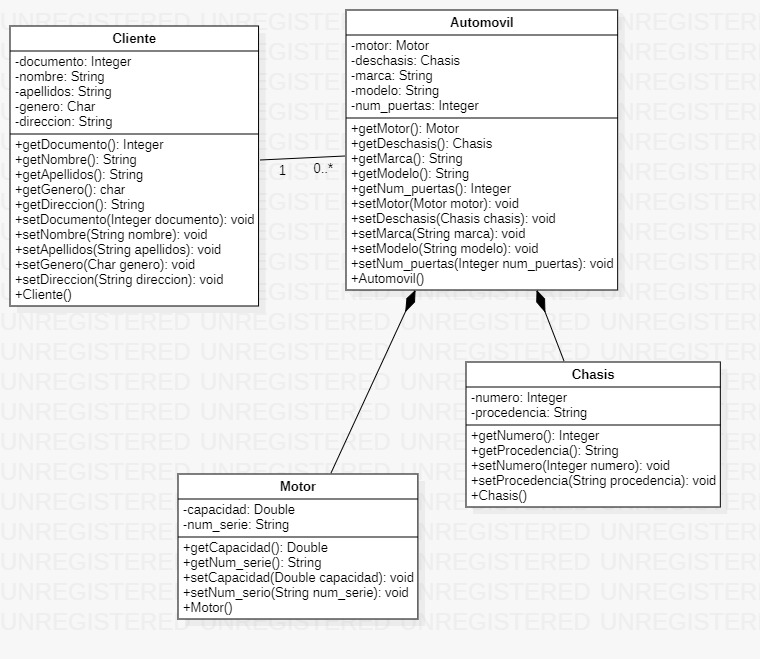 Cliente
-documento: Integer
-nombre: String
-apellidos: String
-genero: Char
-direccion: String
+getDocumento(): Integer
+getNombre(): String
+getApellidos(): String
+getGenero(): char
+getDireccion(): String
+setDocumento(Integer documento): void
+setNombre(String nombre): void
+setApellidos(String apellidos): void
+setGenero(Char genero): void
+setDireccion(String direccion): void
+Cliente()
1
0..*
Automovil
-motor: Motor
-deschasis: Chasis
-marca: String
-modelo: String
-num_puertas: Integer
+getMotor(): Motor
+getDeschasis(): Chasis
+getMarca(): String
+getModelo(): String
+getNum_puertas(): Integer
+setMotor(Motor motor): void
+setDeschasis(Chasis chasis): void
+setMarca(String marca): void
+setModelo(String modelo): void
+setNum_puertas(Integer num_puertas): void
+Automovil()
Chasis
-numero: Integer
-procedencia: String
+getNumero(): Integer
+getProcedencia(): String
+setNumero(Integer numero): void
+setProcedencia(String procedencia): void
+Chasis()
Motor
-capacidad: Double
-num_serie: String
+getCapacidad(): Double
+getNum_serie(): String
+setCapacidad(Double capacidad): void
+setNum_serio(String num_serie): void
+Motor()
UNREGISTERED